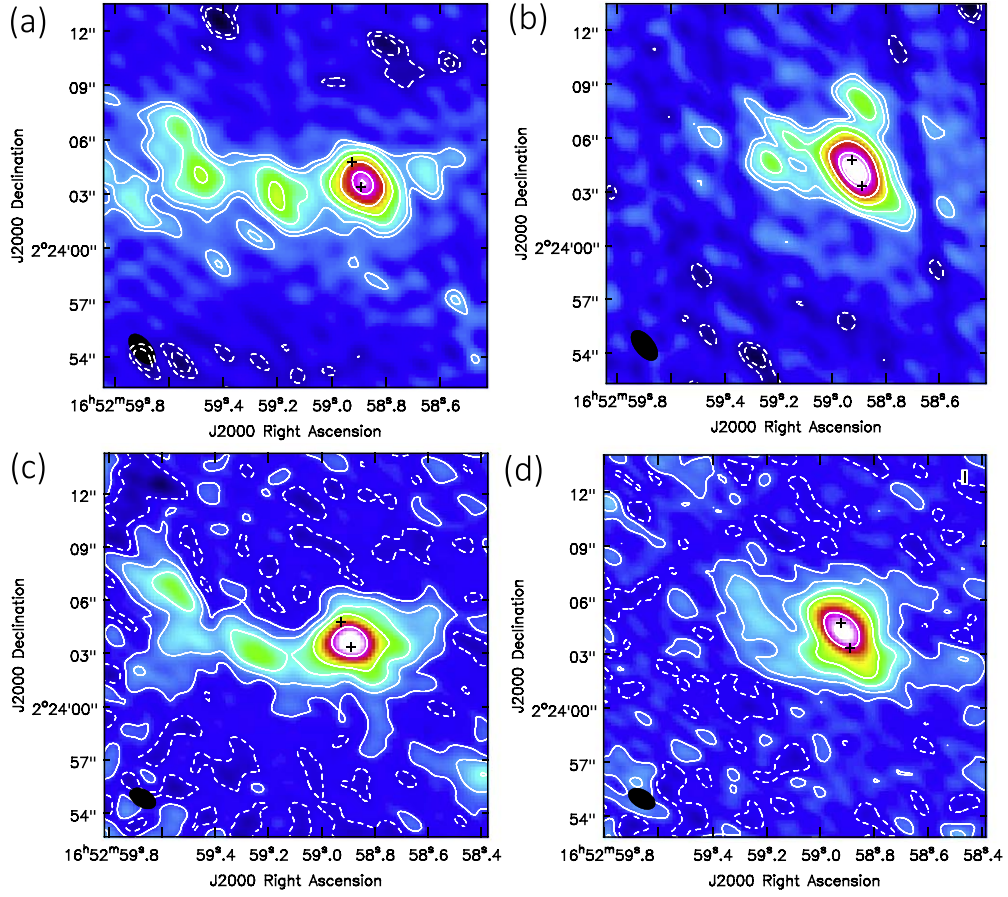 (a)
12''
09''
06''
03''
2°24'00''
57''
54''
J2000 Declination
16ʰ52ᵐ59ˢ.8
59ˢ.4
59ˢ.2
59ˢ.0
58ˢ.8
58ˢ.6
J2000 Right Ascension
(b)
12''
09''
06''
03''
2°24'00''
57''
54''
J2000 Declination
16ʰ52ᵐ59ˢ.8
59ˢ.4
59ˢ.2
59ˢ.0
58ˢ.8
58ˢ.6
J2000 Right Ascension
(c)
12''
09''
06''
03''
2°24'00''
57''
54''
J2000 Declination
16ʰ52ᵐ59ˢ.8
59ˢ.4
59ˢ.2
59ˢ.0
58ˢ.8
58ˢ.6
58ˢ.4
J2000 Right Ascension
(d)
12''
09''
06''
03''
2°24'00''
57''
54''
J2000 Declination
16ʰ52ᵐ59ˢ.8
59ˢ.4
59ˢ.2
59ˢ.0
58ˢ.8
58ˢ.6
58ˢ.4
J2000 Right Ascension